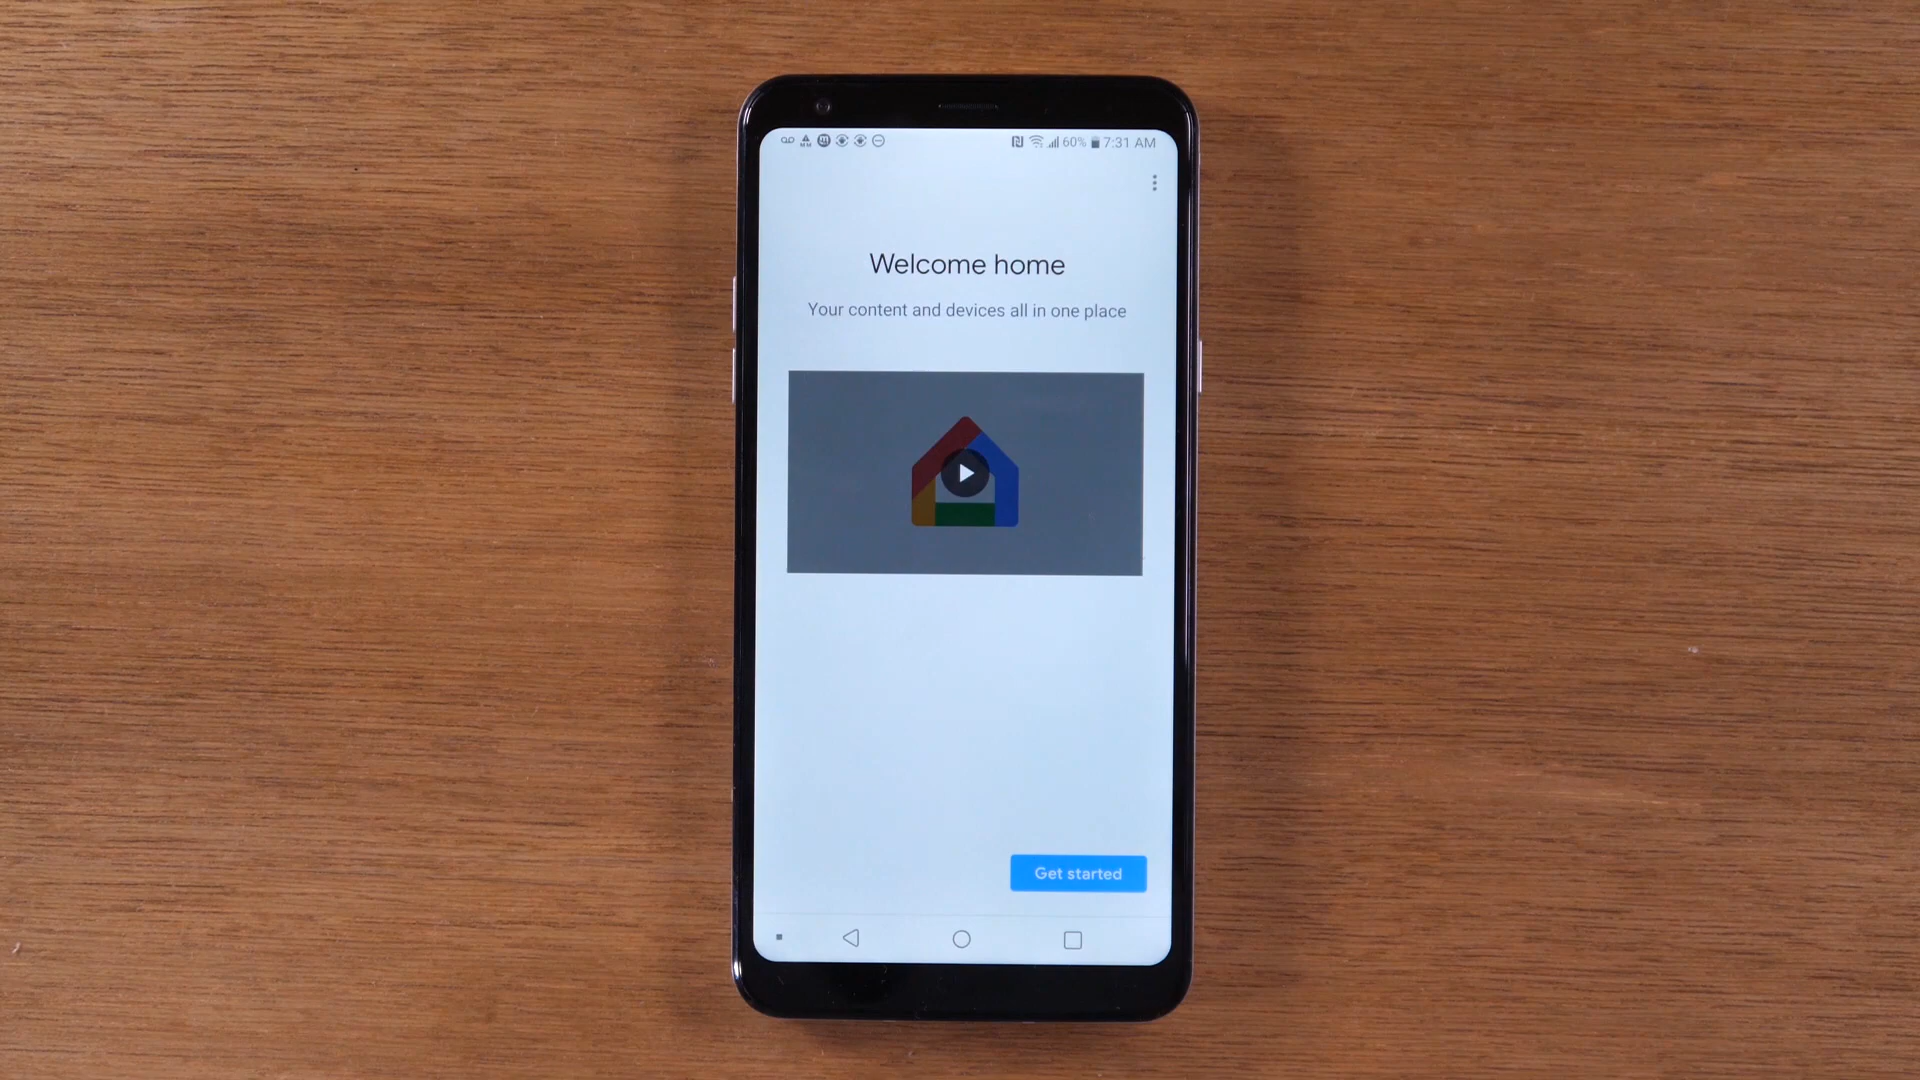 60% 7:31 AM
Welcome home
Your content and devices all in one place
Get started